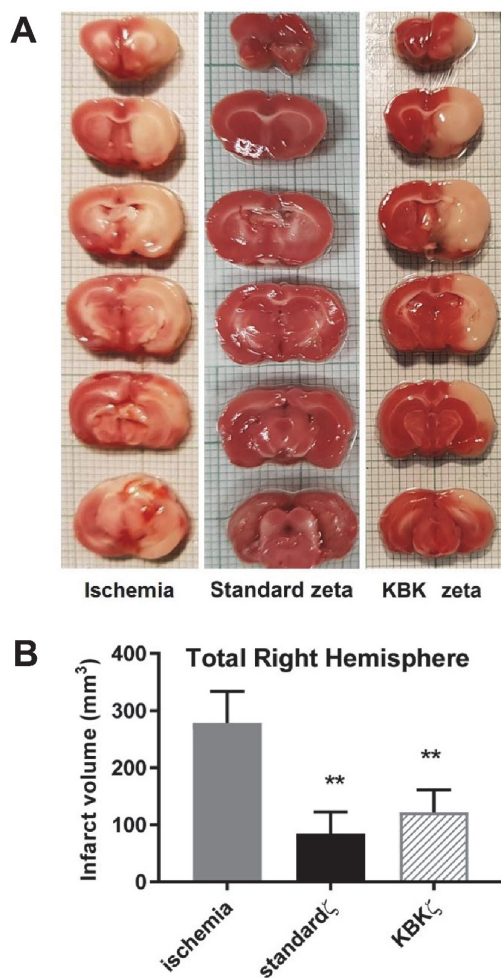 A
Ischemia
Standard zeta
KBK zeta
B
Total Right Hemisphere
Infarct volume (mm³)
400
300
200
100
0
**
**
ischemia
standardζ
KBKζ